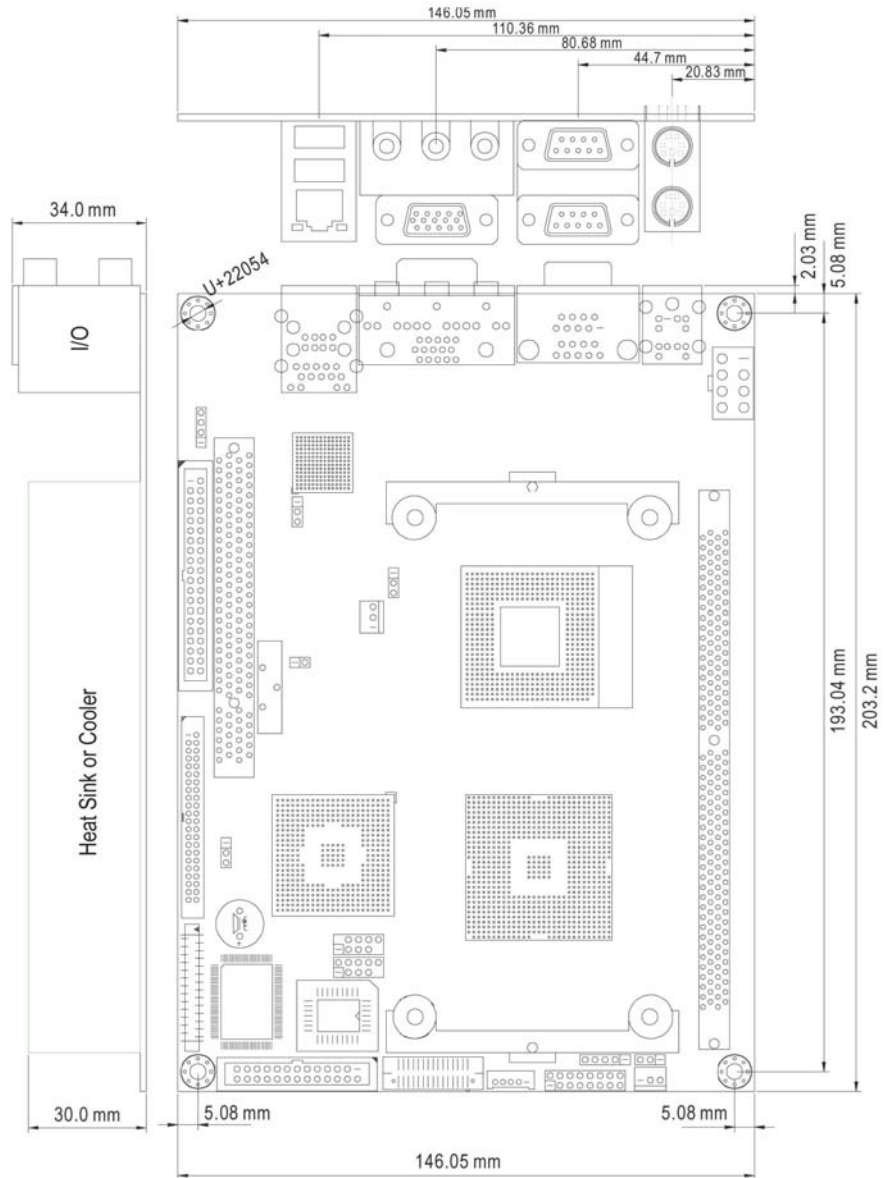 146.05 mm
110.36 mm
80.68 mm
44.7 mm
20.83 mm
34.0 mm
2.03 mm
5.08 mm
U+22054
I/O
193.04 mm
203.2 mm
Heat Sink or Cooler
30.0 mm
5.08 mm
5.08 mm
146.05 mm